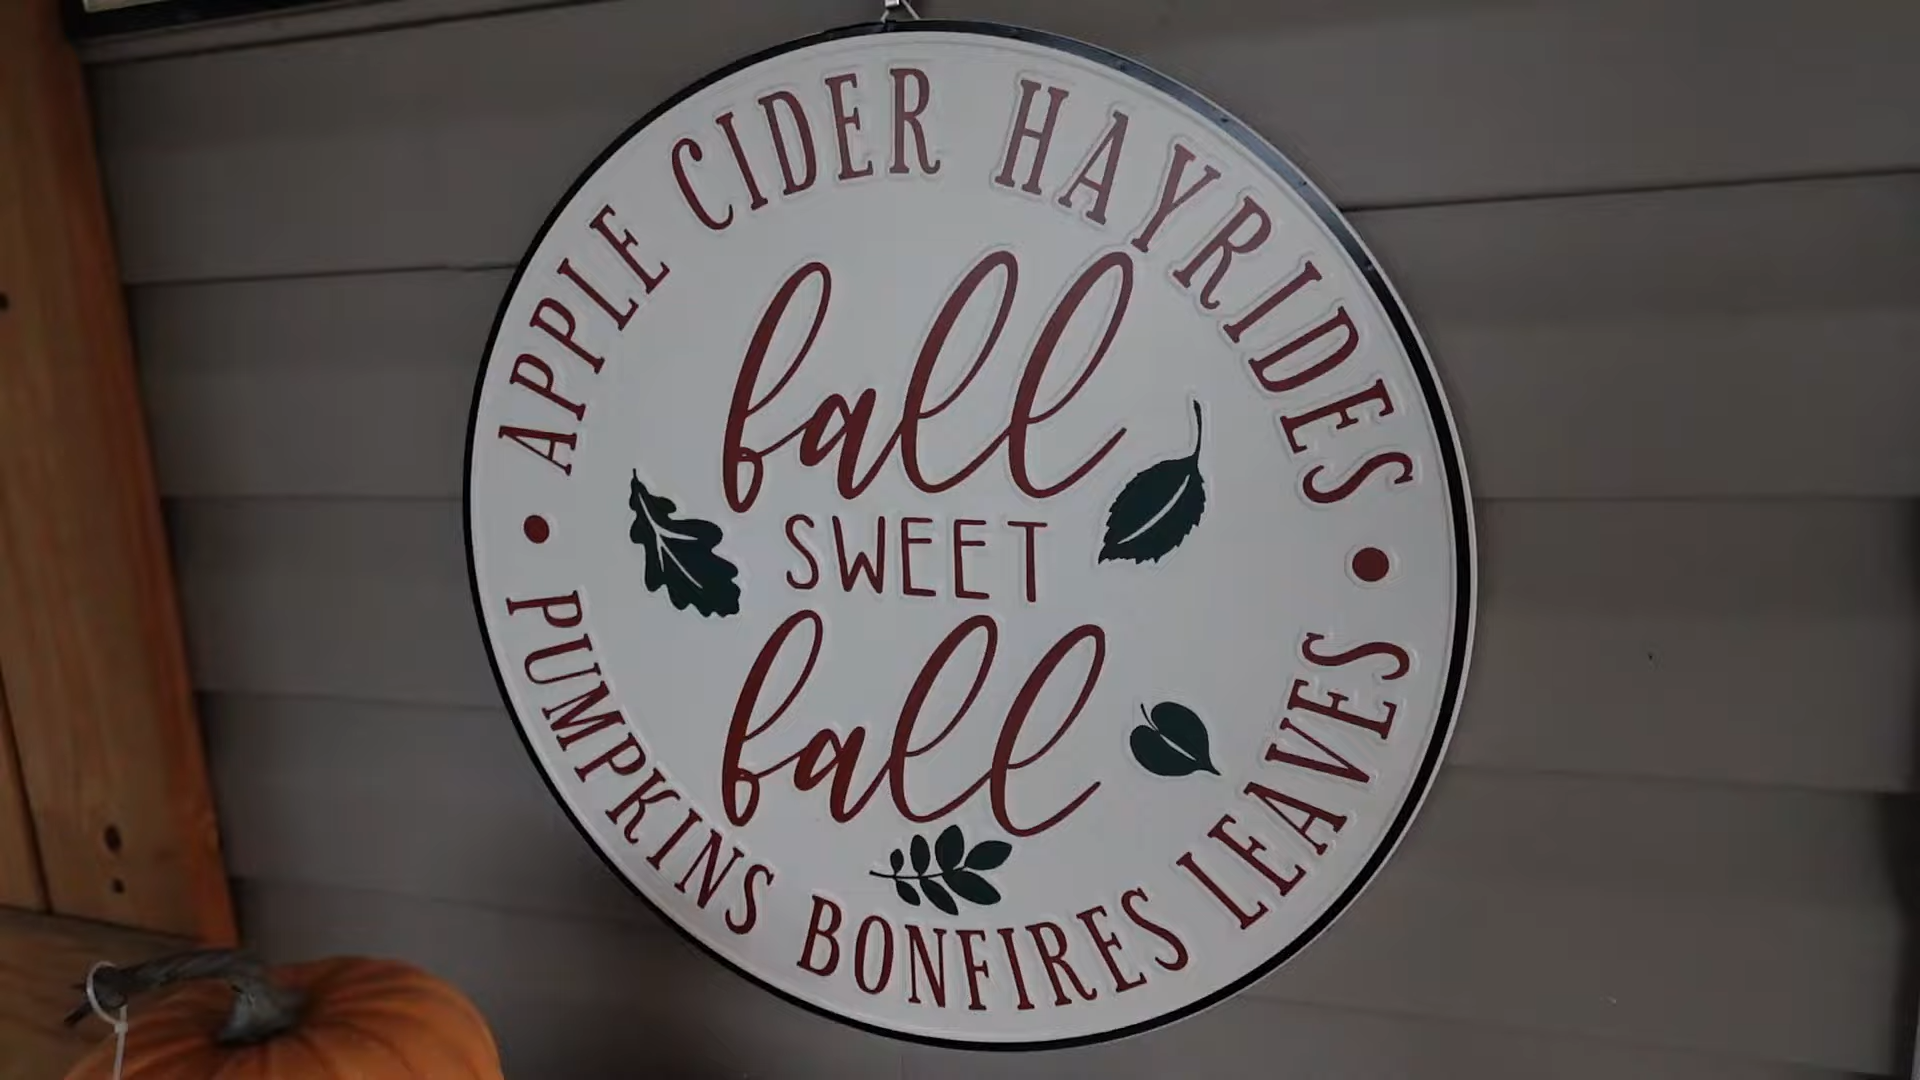 APPLE CIDER HAYRIDES
fall
SWEET
fall
PUMPKINS BONFIRES LEAVES